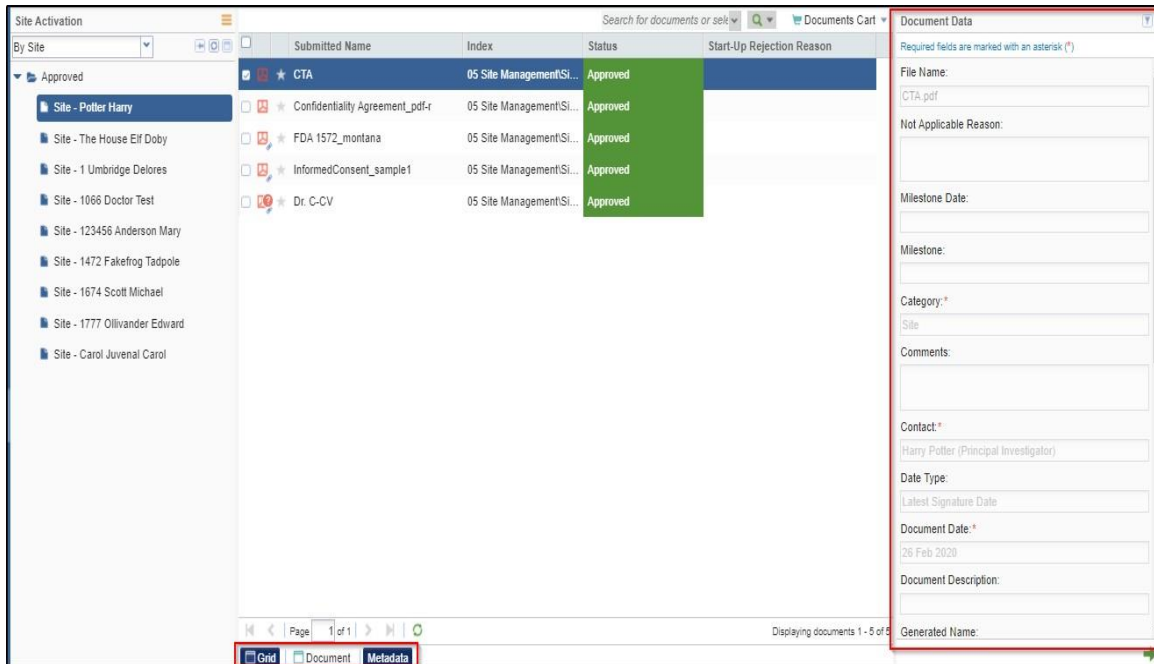 Site Activation
By Site
Approved
Site - Potter Harry
Site - The House Elf Doby
Site - 1 Umbridge Delores
Site - 1066 Doctor Test
Site - 123456 Anderson Mary
Site - 1472 Fakefrog Tadpole
Site - 1674 Scott Michael
Site - 1777 Ollivander Edward
Site - Carol Juvenal Carol
Search for documents or sele
Documents Cart
Submitted Name Index Status Start-Up Rejection Reason
CTA 05 Site Management\Si... Approved
Confidentiality Agreement_pdf-r 05 Site Management\Si... Approved
FDA 1572_montana 05 Site Management\Si... Approved
InformedConsent_sample1 05 Site Management\Si... Approved
Dr. C-CV 05 Site Management\Si... Approved
Page 1 of 1
Displaying documents 1 - 5 of 5
Grid Document Metadata
Document Data
Required fields are marked with an asterisk (*)
File Name:
CTA.pdf
Not Applicable Reason:
Milestone Date:
Milestone:
Category:*
Site
Comments:
Contact:*
Harry Potter (Principal Investigator)
Date Type:
Latest Signature Date
Document Date:*
26 Feb 2020
Document Description:
Generated Name: